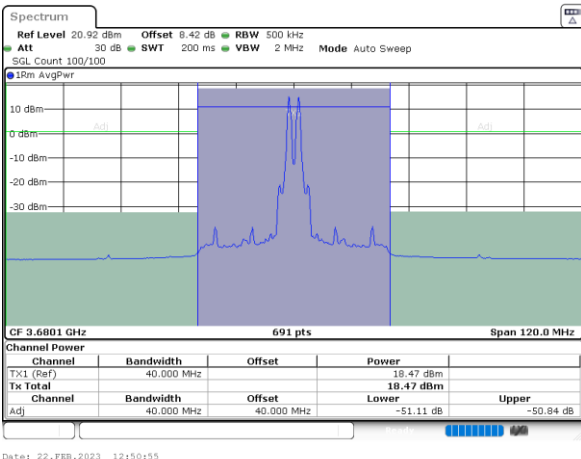 Spectrum
Ref Level 20.92 dBm Offset 8.42 dB RBW 500 kHz
Att 30 dB SWT 200 ms VBW 2 MHz Mode Auto Sweep
SGL Count 100/100
1Rm AvgPwr
10 dBm
Adj Adj
0 dBm
-10 dBm
-20 dBm
-30 dBm
CF 3.6801 GHz 691 pts Span 120.0 MHz
Channel Power
Channel Bandwidth Offset Power
TX1 (Ref) 40.000 MHz 18.47 dBm
Tx Total 18.47 dBm
Channel Bandwidth Offset Lower Upper
Adj 40.000 MHz 40.000 MHz -51.11 dB -50.84 dB
Ready
Date: 22.FEB.2023 12:50:55